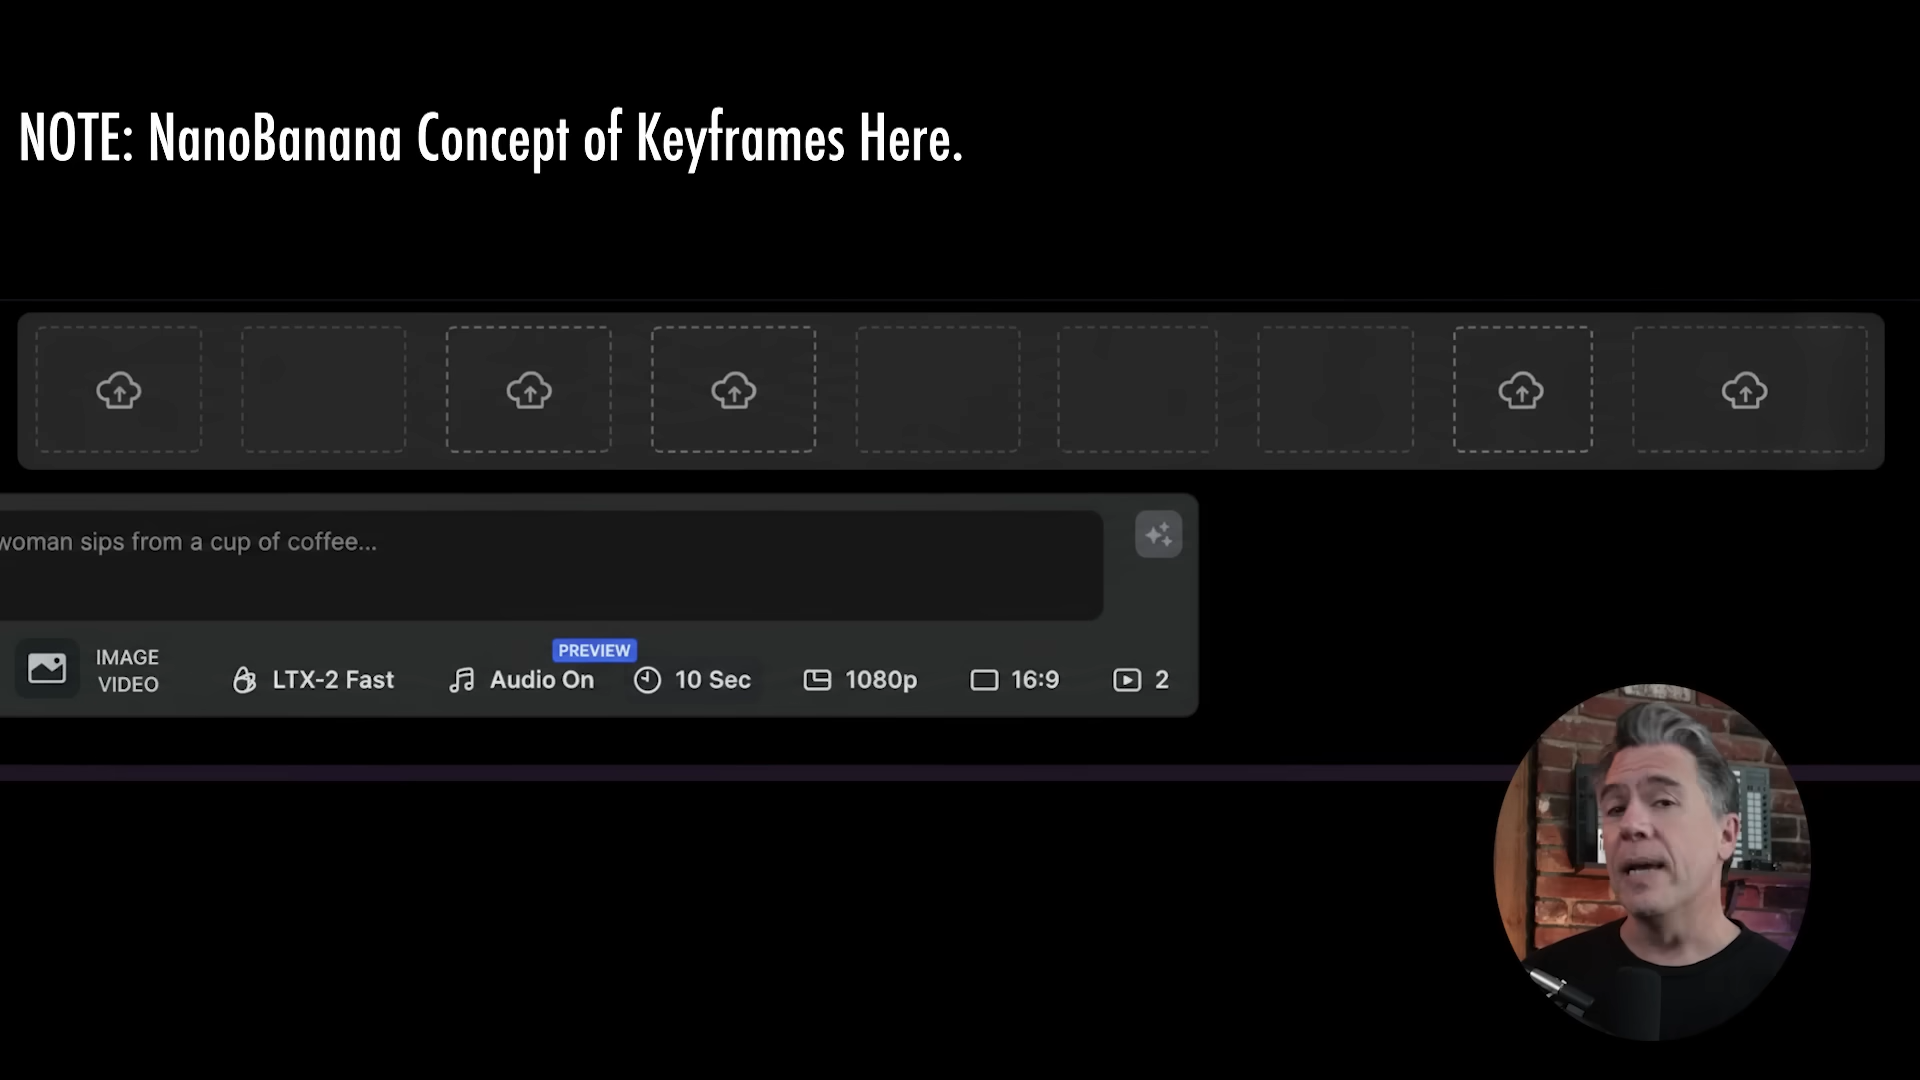 NOTE: NanoBanana Concept of Keyframes Here.
woman sips from a cup of coffee...
IMAGE
VIDEO
LTX-2 Fast
Audio On
PREVIEW
10 Sec
1080p
16:9
2